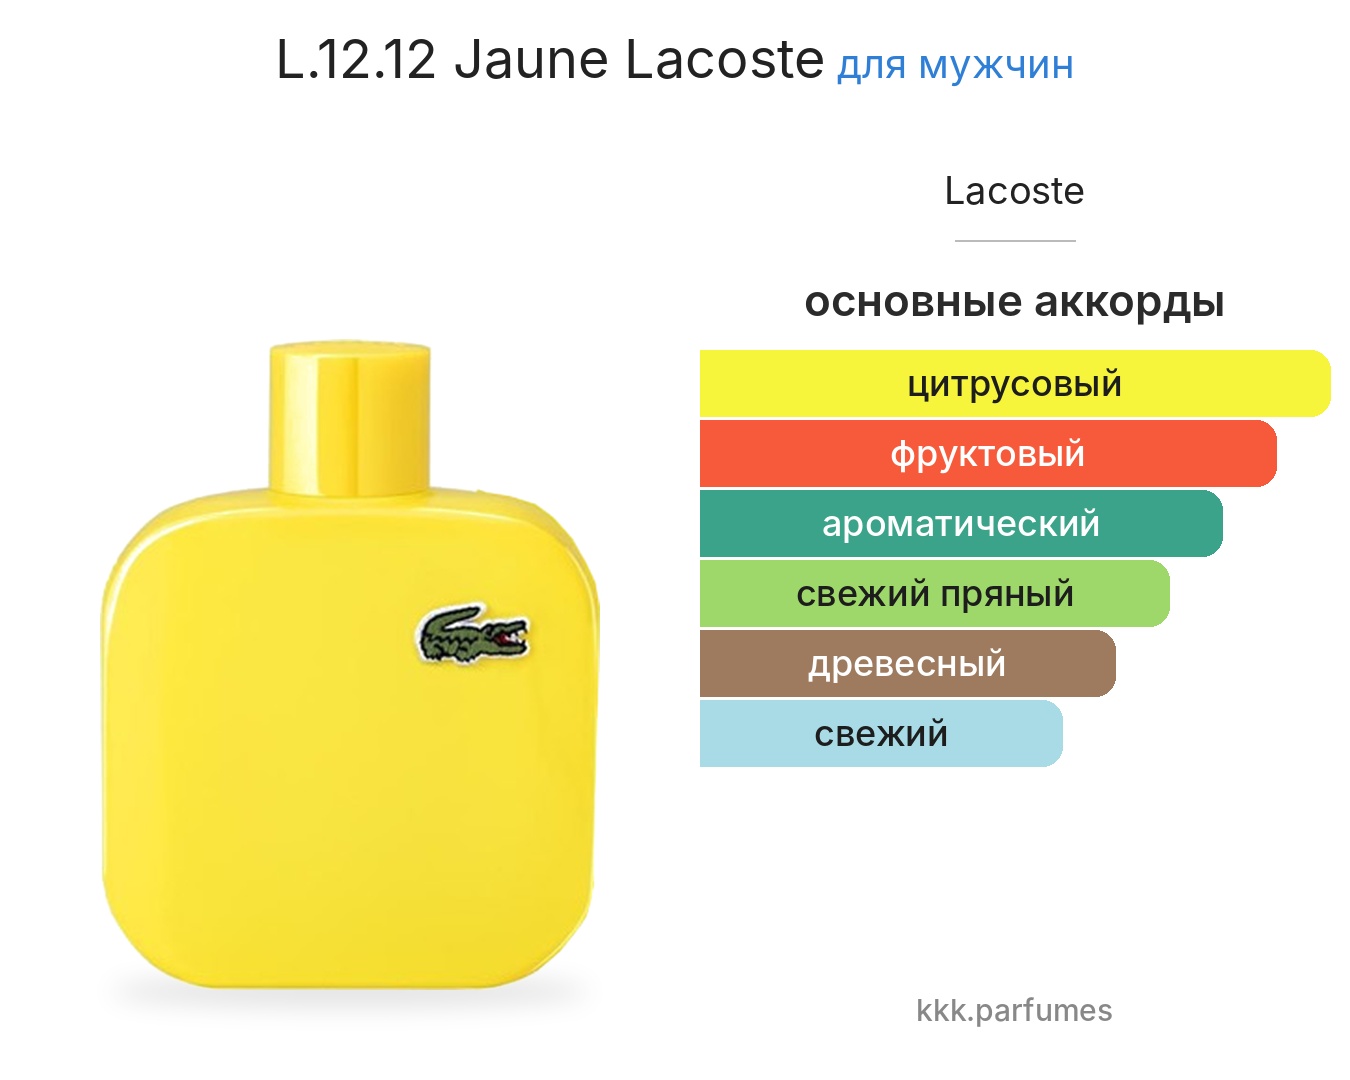 L.12.12 Jaune Lacoste для мужчин
Lacoste
основные аккорды
цитрусовый
фруктовый
ароматический
свежий пряный
древесный
свежий
kkk.parfumes